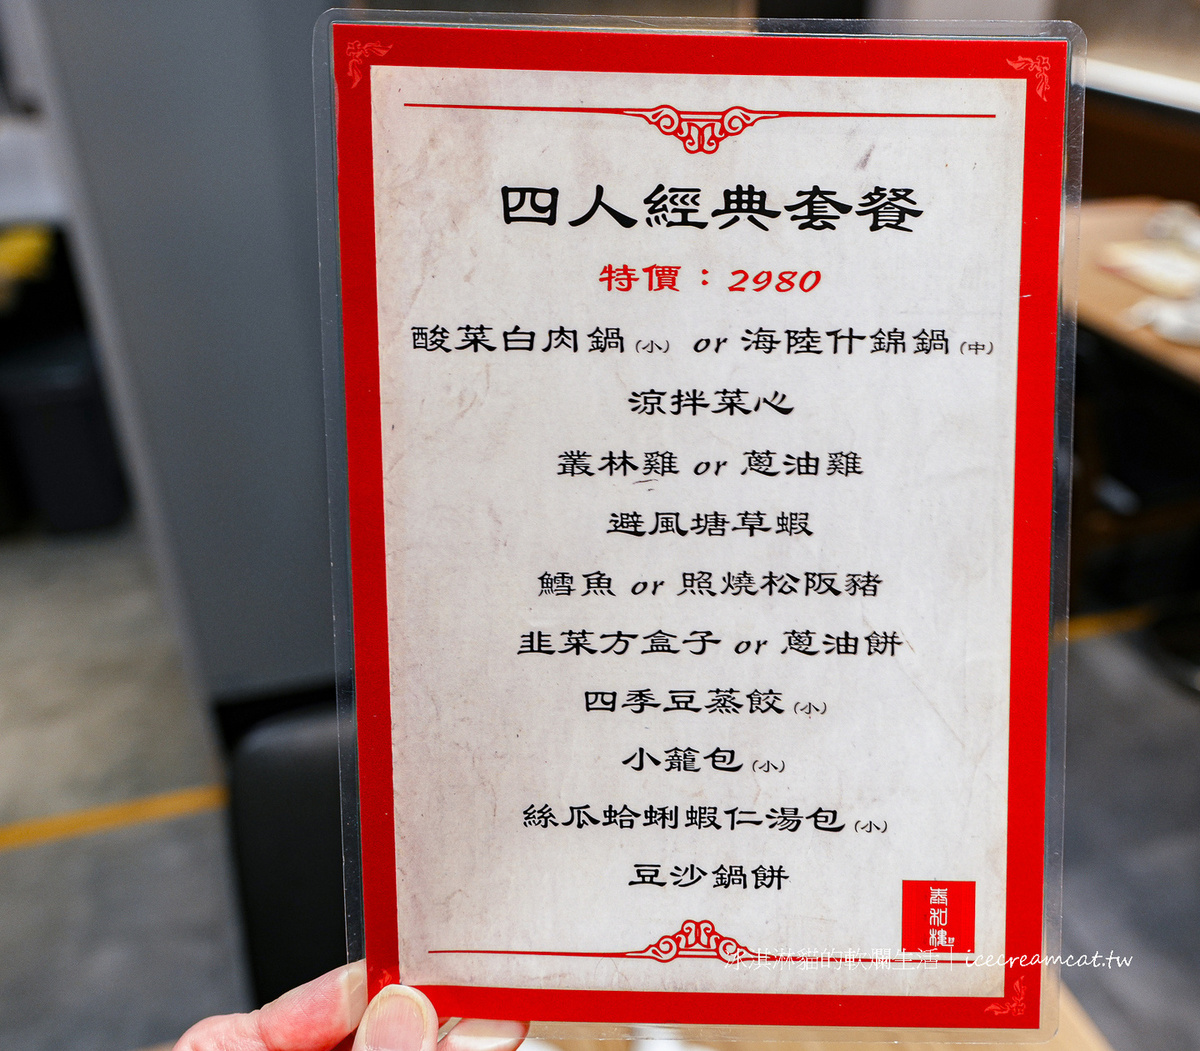 四人經典套餐
特價：2980
酸菜白肉鍋(小) or 海陸什錦鍋(中)
涼拌菜心
叢林雞 or 蔥油雞
避風塘草蝦
鱈魚 or 照燒松阪豬
韭菜方盒子 or 蔥油餅
四季豆蒸餃(小)
小籠包(小)
絲瓜蛤蜊蝦仁湯包(小)
豆沙鍋餅
泰和樓
冰淇淋貓的軟爛生活｜icecreamcat.tw